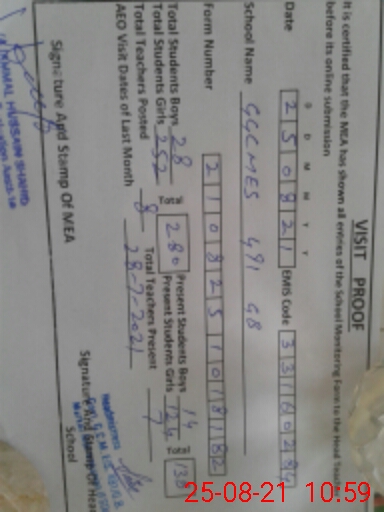 VISIT PROOF
It is certified that the MEA has shown all entries of the School Monitoring Form to the Head Teacher
before its online submission
D D M M Y Y
Date 2 5 0 8 2 1 EMIS Code 3 3 1 6 0 2 8 4
School Name GGCMES 491 GB
Form Number 2 1 0 8 2 5 1 0 1 8 1 8 2
Total Students Boys 28 Total 280 Present Students Boys 14 Total 138
Total Students Girls 252 Present Students Girls 124
Total Teachers Posted 8 Total Teachers Present 7
AEO Visit Dates of Last Month 28-7-2021
Signature And Stamp Of MEA
Signature And Stamp Of Head
School
Headmistress
25-08-21 10:59